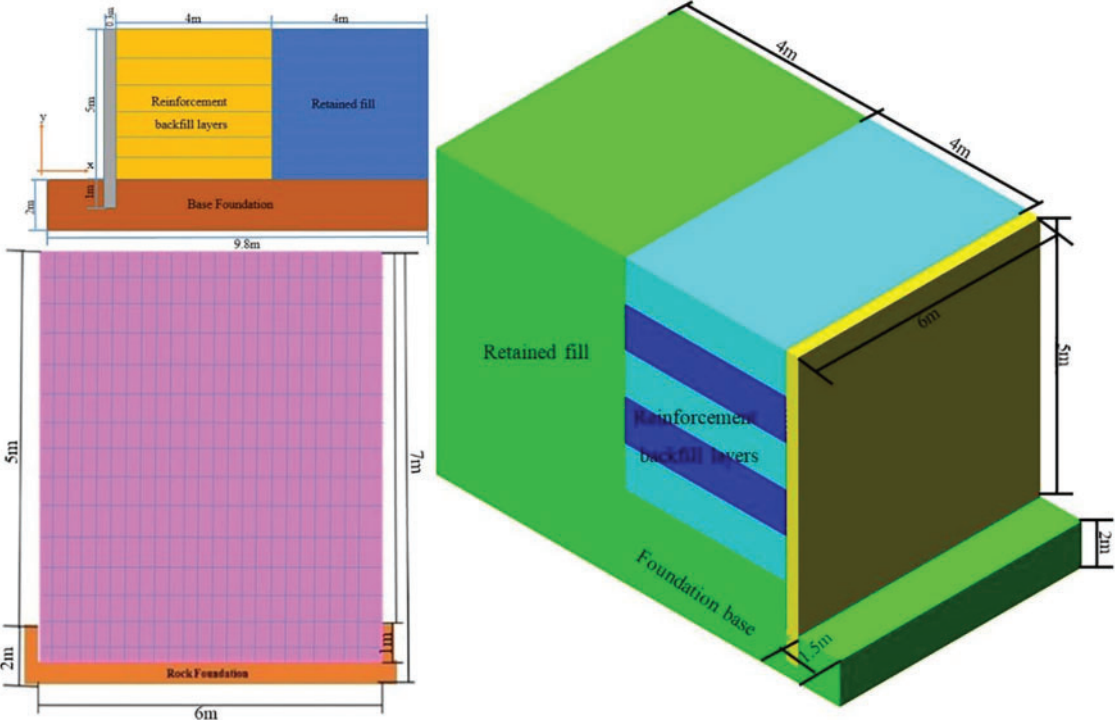 0.3m
4m
4m
5m
Reinforcement
backfill layers
Retained fill
Y
x
1m
2m
Base Foundation
9.8m
5m
7m
1m
2m
Rock Foundation
6m
4m
4m
6m
5m
Retained fill
Reinforcement
backfill layers
Foundation base
2m
1.5m